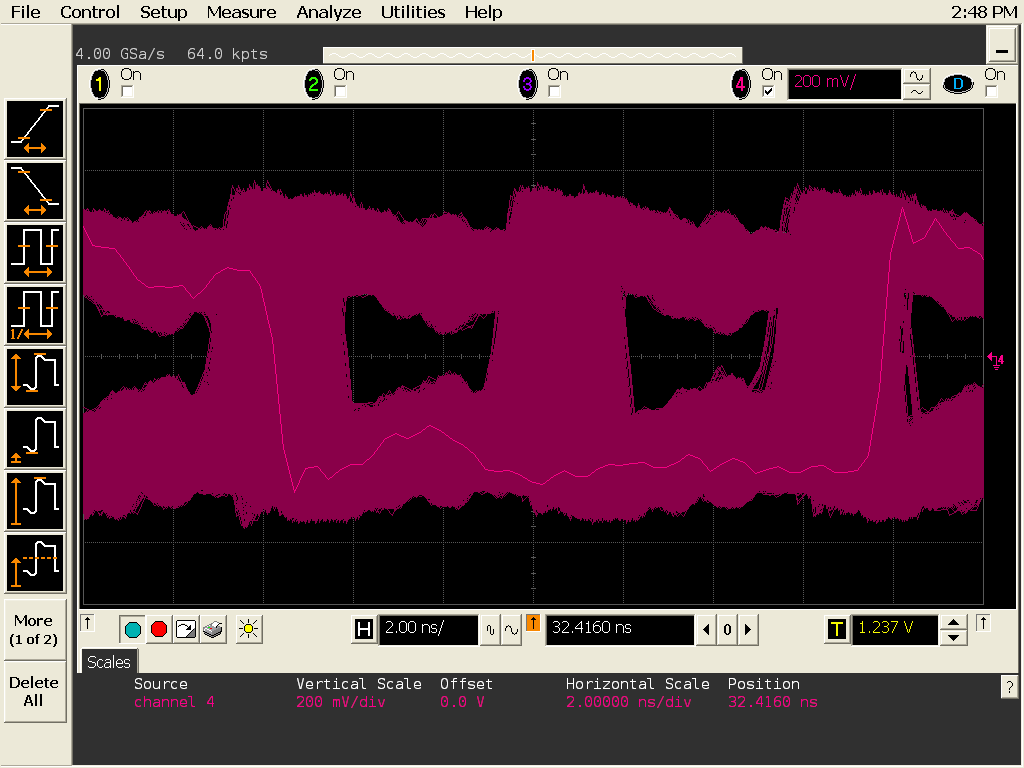 File Control Setup Measure Analyze Utilities Help 2:48 PM
4.00 GSa/s 64.0 kpts
1 On 2 On 3 On 4 On 200 mV/ D On
4
1/
More
(1 of 2)
Delete
All
H 2.00 ns/ 32.4160 ns 0 T 1.237 V
Scales
Source Vertical Scale Offset Horizontal Scale Position
channel 4 200 mV/div 0.0 V 2.00000 ns/div 32.4160 ns
?